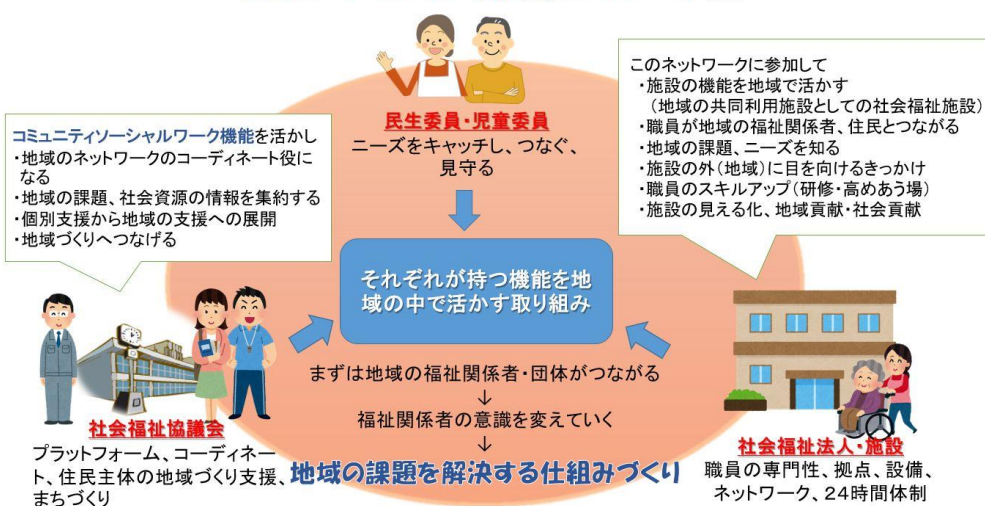 民生委員・児童委員
ニーズをキャッチし、つなぐ、
見守る
コミュニティソーシャルワーク機能を活かし
・地域のネットワークのコーディネート役に
なる
・地域の課題、社会資源の情報を集約する
・個別支援から地域の支援への展開
・地域づくりへつなげる
このネットワークに参加して
・施設の機能を地域で活かす
(地域の共同利用施設としての社会福祉施設)
・職員が地域の福祉関係者、住民とつながる
・地域の課題、ニーズを知る
・施設の外(地域)に目を向けるきっかけ
・職員のスキルアップ(研修・高めあう場)
・施設の見える化、地域貢献・社会貢献
それぞれが持つ機能を地
域の中で活かす取り組み
まずは地域の福祉関係者・団体がつながる
↓
福祉関係者の意識を変えていく
↓
地域の課題を解決する仕組みづくり
社会福祉協議会
プラットフォーム、コーディネー
ト、住民主体の地域づくり支援、
まちづくり
社会福祉法人・施設
職員の専門性、拠点、設備、
ネットワーク、24時間体制